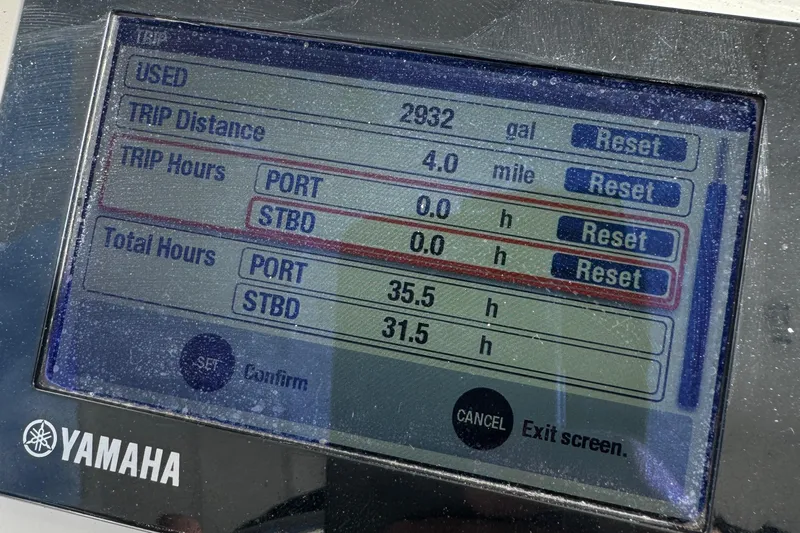 TRIP
USED 2932 gal Reset
TRIP Distance 4.0 mile Reset
TRIP Hours PORT 0.0 h Reset
STBD 0.0 h Reset
Total Hours PORT 35.5 h
STBD 31.5 h
SET Confirm
CANCEL Exit screen.
YAMAHA